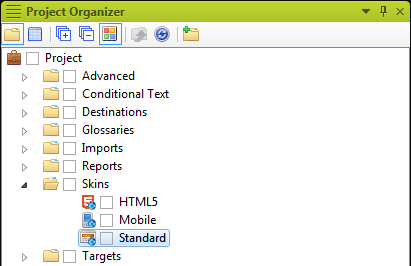 Project Organizer
Project
Advanced
Conditional Text
Destinations
Glossaries
Imports
Reports
Skins
HTML5
Mobile
Standard
Targets